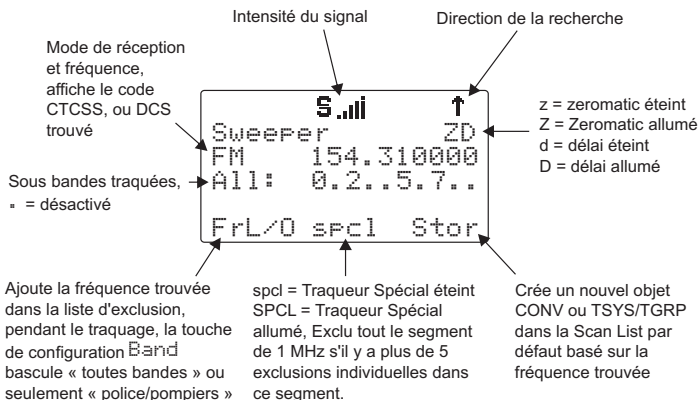 Intensité du signal
Direction de la recherche
Mode de réception
et fréquence,
affiche le code
CTCSS, ou DCS
trouvé
S
Sweeper ZD
FM 154.310000
All: 0.2..5.7..
FrL/O spcl Stor
z = zeromatic éteint
Z = Zeromatic allumé
d = délai éteint
D = délai allumé
Sous bandes traquées,
. = désactivé
Ajoute la fréquence trouvée
dans la liste d'exclusion,
pendant le traquage, la touche
de configuration Band
bascule « toutes bandes » ou
seulement « police/pompiers »
spcl = Traqueur Spécial éteint
SPCL = Traqueur Spécial
allumé, Exclu tout le segment
de 1 MHz s'il y a plus de 5
exclusions individuelles dans
ce segment.
Crée un nouvel objet
CONV ou TSYS/TGRP
dans la Scan List par
défaut basé sur la
fréquence trouvée